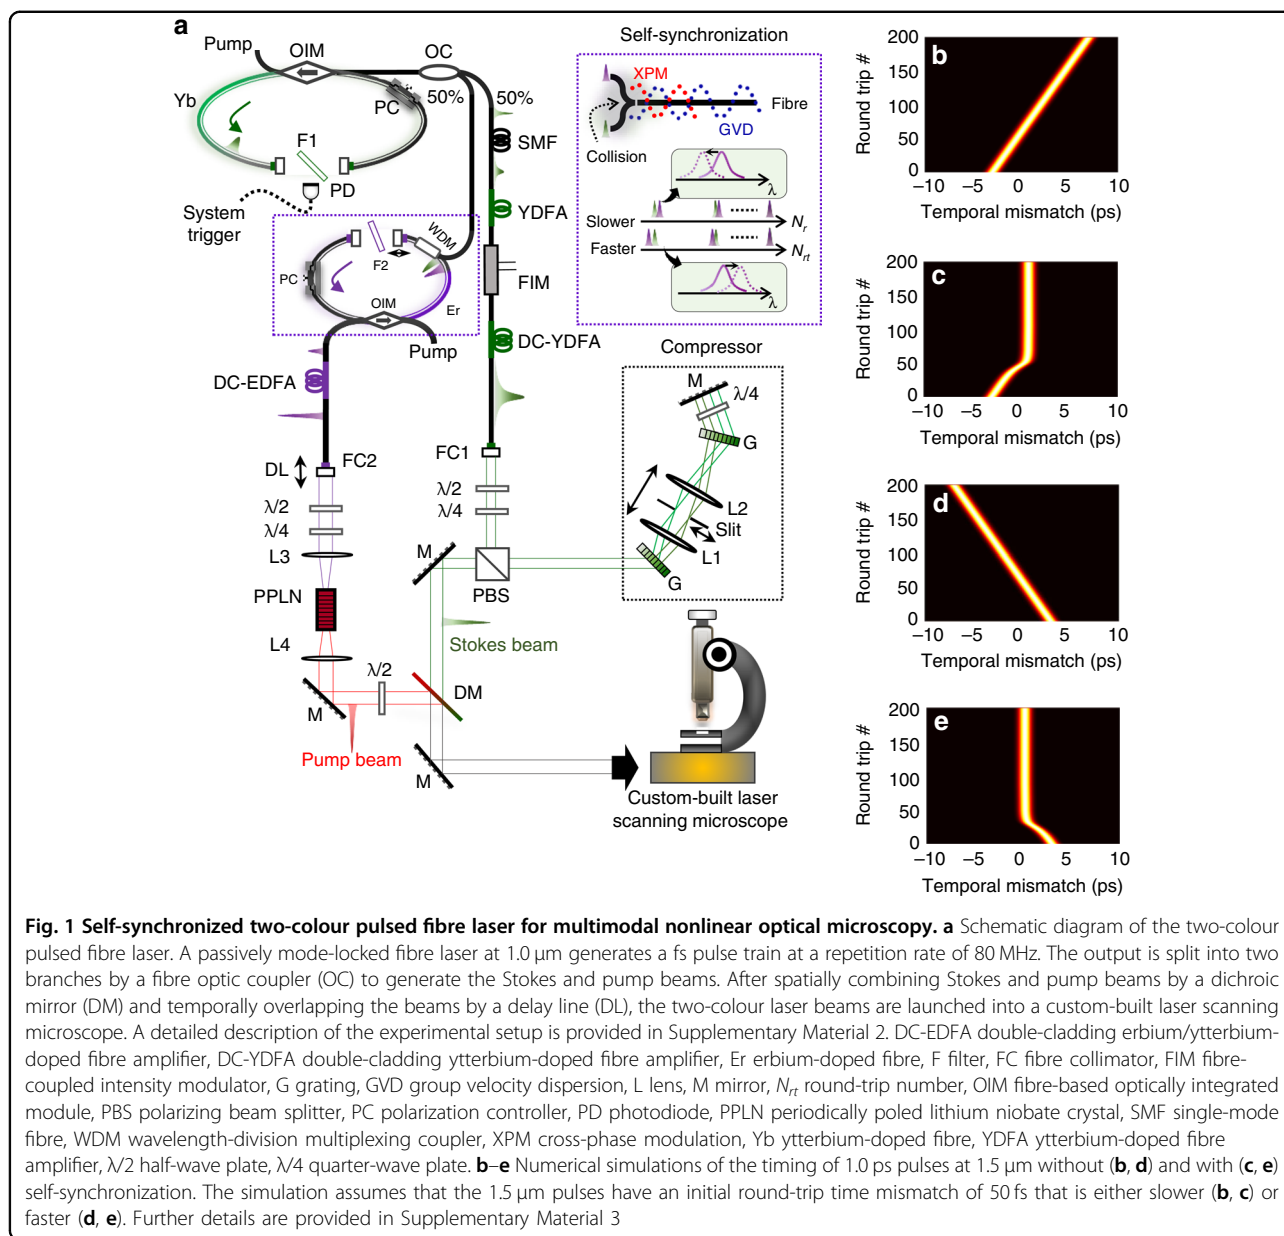 a
Pump
OIM
OC
Yb
50%
50%
PC
F1
PD
SMF
System
trigger
YDFA
WDM
F2
PC
FIM
OIM
Er
Pump
DC-YDFA
DC-EDFA
DL
FC2
FC1
λ/2
λ/4
λ/2
λ/4
L3
M
PBS
PPLN
L4
Stokes beam
λ/2
DM
M
Pump beam
M
Self-synchronization
XPM
Fibre
GVD
Collision
λ
Slower
Nr
Faster
Nrt
λ
Compressor
M
λ/4
G
L2
Slit
L1
G
Custom-built laser
scanning microscope
b
Round trip #
200
150
100
50
0
−10 −5 0 5 10
Temporal mismatch (ps)
c
Round trip #
200
150
100
50
0
−10 −5 0 5 10
Temporal mismatch (ps)
d
Round trip #
200
150
100
50
0
−10 −5 0 5 10
Temporal mismatch (ps)
e
Round trip #
200
150
100
50
0
−10 −5 0 5 10
Temporal mismatch (ps)
Fig. 1 Self-synchronized two-colour pulsed fibre laser for multimodal nonlinear optical microscopy. a Schematic diagram of the two-colour
pulsed fibre laser. A passively mode-locked fibre laser at 1.0 μm generates a fs pulse train at a repetition rate of 80 MHz. The output is split into two
branches by a fibre optic coupler (OC) to generate the Stokes and pump beams. After spatially combining Stokes and pump beams by a dichroic
mirror (DM) and temporally overlapping the beams by a delay line (DL), the two-colour laser beams are launched into a custom-built laser scanning
microscope. A detailed description of the experimental setup is provided in Supplementary Material 2. DC-EDFA double-cladding erbium/ytterbium-
doped fibre amplifier, DC-YDFA double-cladding ytterbium-doped fibre amplifier, Er erbium-doped fibre, F filter, FC fibre collimator, FIM fibre-
coupled intensity modulator, G grating, GVD group velocity dispersion, L lens, M mirror, Nrt round-trip number, OIM fibre-based optically integrated
module, PBS polarizing beam splitter, PC polarization controller, PD photodiode, PPLN periodically poled lithium niobate crystal, SMF single-mode
fibre, WDM wavelength-division multiplexing coupler, XPM cross-phase modulation, Yb ytterbium-doped fibre, YDFA ytterbium-doped fibre
amplifier, λ/2 half-wave plate, λ/4 quarter-wave plate. b–e Numerical simulations of the timing of 1.0 ps pulses at 1.5 μm without (b, d) and with (c, e)
self-synchronization. The simulation assumes that the 1.5 μm pulses have an initial round-trip time mismatch of 50 fs that is either slower (b, c) or
faster (d, e). Further details are provided in Supplementary Material 3